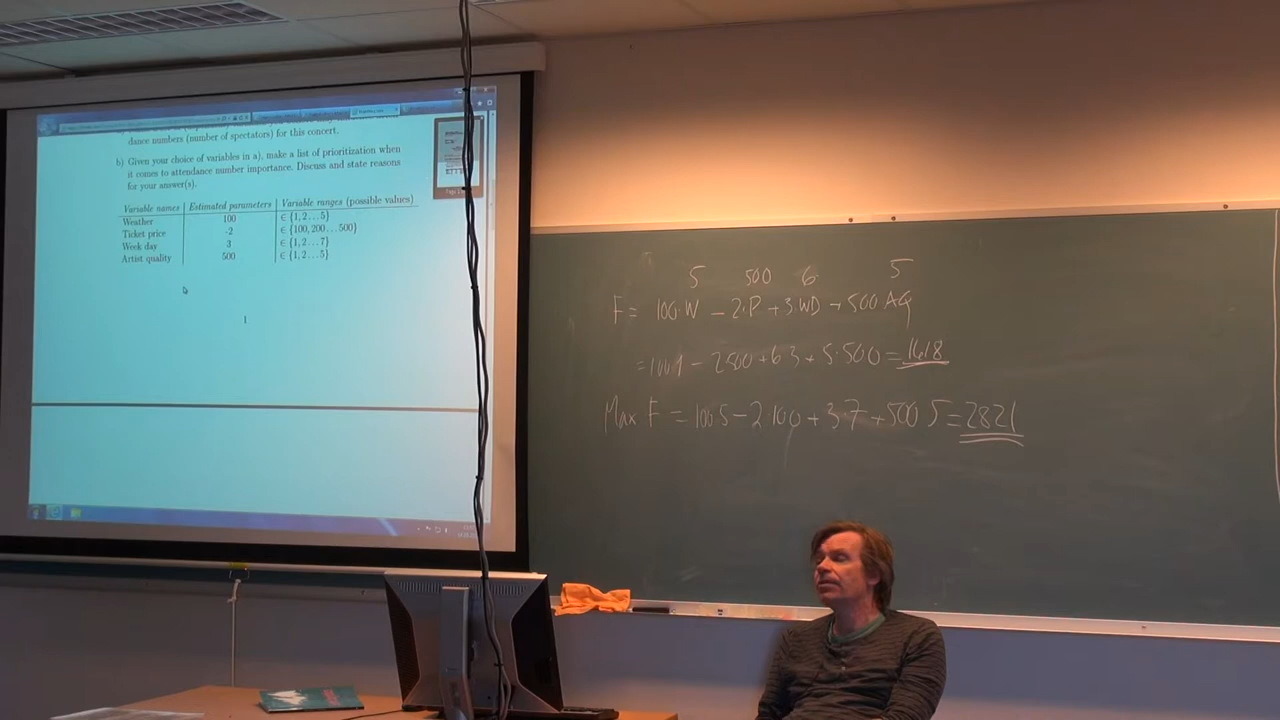 dance numbers (number of spectators) for this concert.
b) Given your choice of variables in a), make a list of prioritization when
it comes to attendance number importance. Discuss and state reasons
for your answer(s).
Variable names | Estimated parameters | Variable ranges (possible values)
Weather 100 ∈ {1, 2 … 5}
Ticket price -2 ∈ {100, 200 … 500}
Week day 3 ∈ {1, 2 … 7}
Artist quality 500 ∈ {1, 2 … 5}
1
5 500 6 5
F = 100·W - 2·P + 3·WD + 500 AQ
= 100·1 - 2 500 + 6 3 + 5·500 = 1618
Max F = 100 5 - 2·100 + 3·7 + 500 5 = 2821